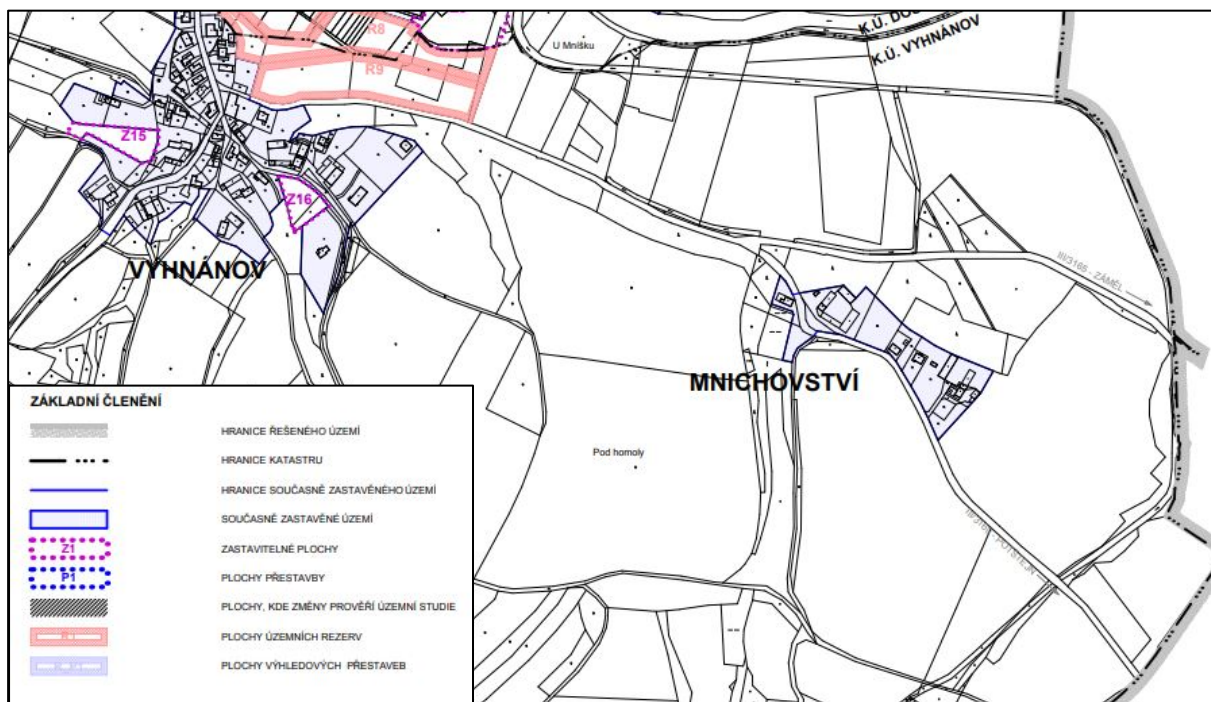 R8
U Mníšku
K.Ú. VYHNÁNOV
R9
Z15
Z16
VYHNÁNOV
III/3165 - ZÁMĚL
MNICHOVSTVÍ
Pod homoly
ZÁKLADNÍ ČLENĚNÍ
HRANICE ŘEŠENÉHO ÚZEMÍ
HRANICE KATASTRU
HRANICE SOUČASNĚ ZASTAVĚNÉHO ÚZEMÍ
SOUČASNĚ ZASTAVĚNÉ ÚZEMÍ
Z1
ZASTAVITELNÉ PLOCHY
P1
PLOCHY PŘESTAVBY
PLOCHY, KDE ZMĚNY PROVĚŘÍ ÚZEMNÍ STUDIE
PLOCHY ÚZEMNÍCH REZERV
PLOCHY VÝHLEDOVÝCH PŘESTAVEB